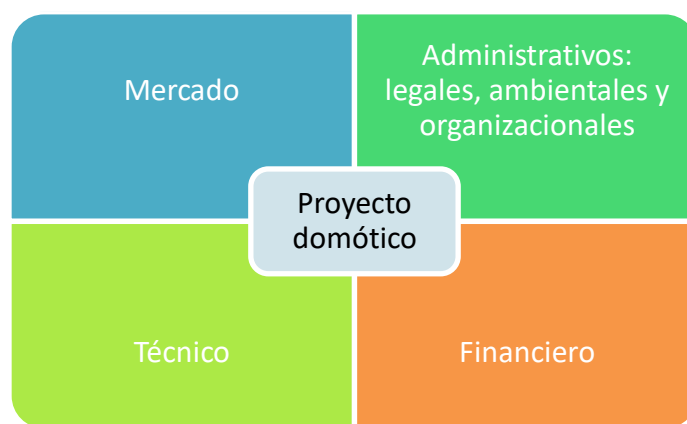 Mercado
Administrativos:
legales, ambientales y
organizacionales
Proyecto
domótico
Técnico
Financiero